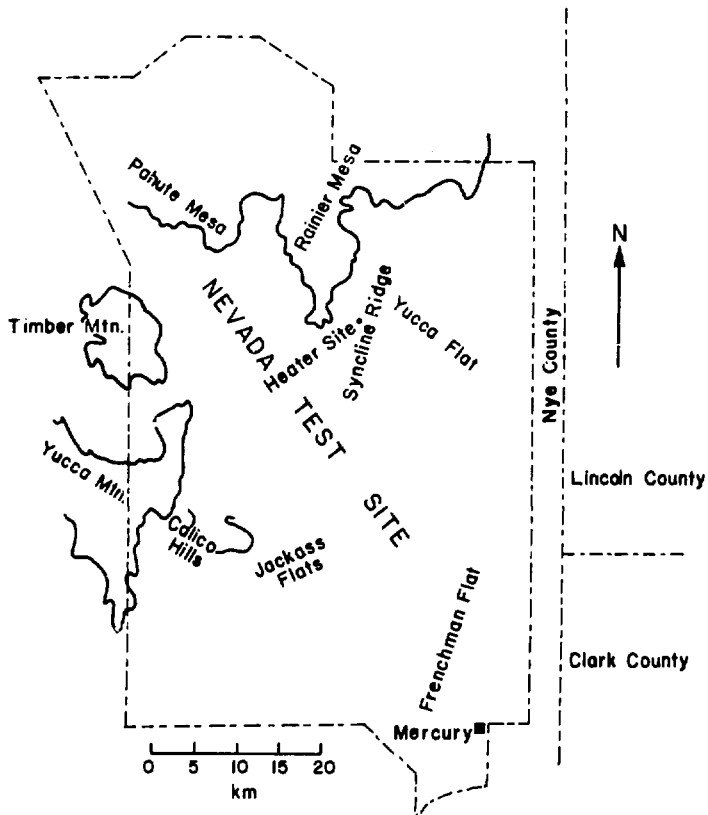 Pahute Mesa
Rainier Mesa
N
Timber Mtn.
NEVADA TEST SITE
Heater Site
Syncline Ridge
Yucca Flat
Nye County
Lincoln County
Yucca Mtn.
Calico
Hills
Jackass
Flats
Frenchman Flat
Clark County
Mercury
0 5 10 15 20
km